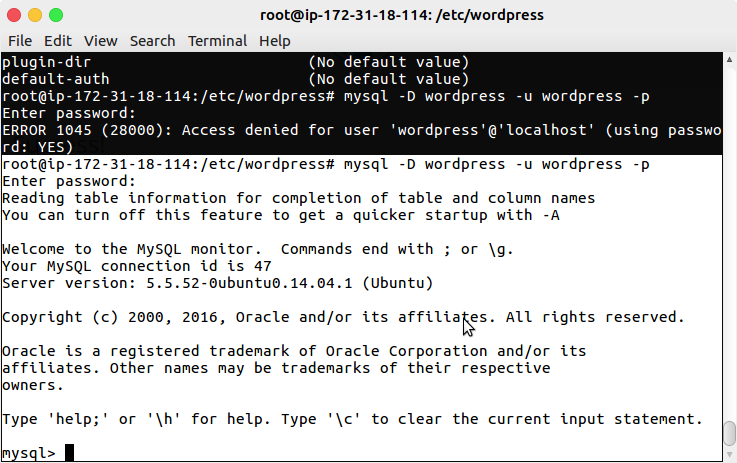 root@ip-172-31-18-114: /etc/wordpress
File Edit View Search Terminal Help
plugin-dir                        (No default value)
default-auth                      (No default value)
root@ip-172-31-18-114:/etc/wordpress# mysql -D wordpress -u wordpress -p
Enter password:
ERROR 1045 (28000): Access denied for user 'wordpress'@'localhost' (using passwo
rd: YES)
root@ip-172-31-18-114:/etc/wordpress# mysql -D wordpress -u wordpress -p
Enter password:
Reading table information for completion of table and column names
You can turn off this feature to get a quicker startup with -A
Welcome to the MySQL monitor.  Commands end with ; or \g.
Your MySQL connection id is 47
Server version: 5.5.52-0ubuntu0.14.04.1 (Ubuntu)
Copyright (c) 2000, 2016, Oracle and/or its affiliates. All rights reserved.
Oracle is a registered trademark of Oracle Corporation and/or its
affiliates. Other names may be trademarks of their respective
owners.
Type 'help;' or '\h' for help. Type '\c' to clear the current input statement.
mysql>